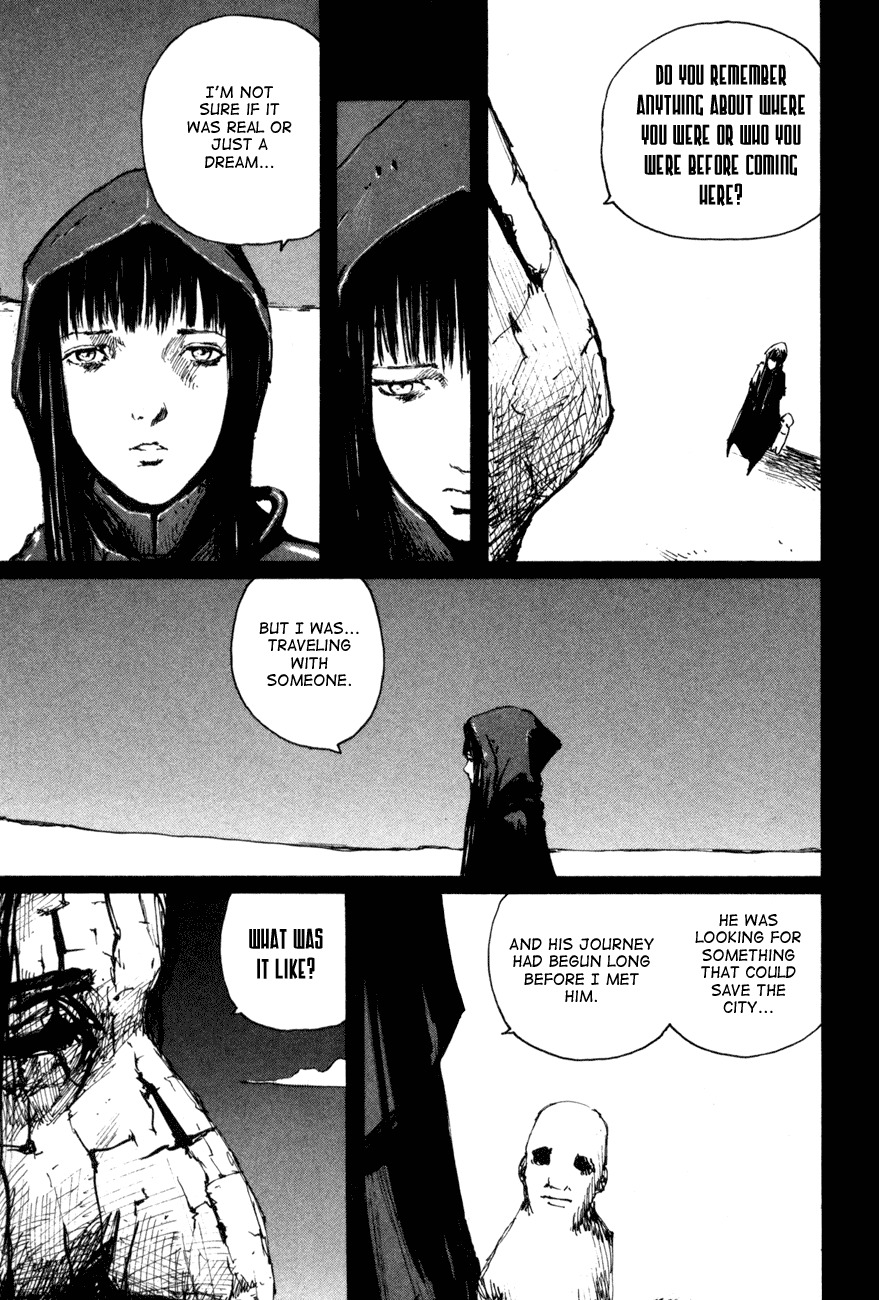 DO YOU REMEMBER
ANYTHING ABOUT WHERE
YOU WERE OR WHO YOU
WERE BEFORE COMING
HERE?
I'M NOT
SURE IF IT
WAS REAL OR
JUST A
DREAM...
BUT I WAS...
TRAVELING
WITH
SOMEONE.
HE WAS
LOOKING FOR
SOMETHING
THAT COULD
SAVE THE
CITY...
AND HIS JOURNEY
HAD BEGUN LONG
BEFORE I MET
HIM.
WHAT WAS
IT LIKE?